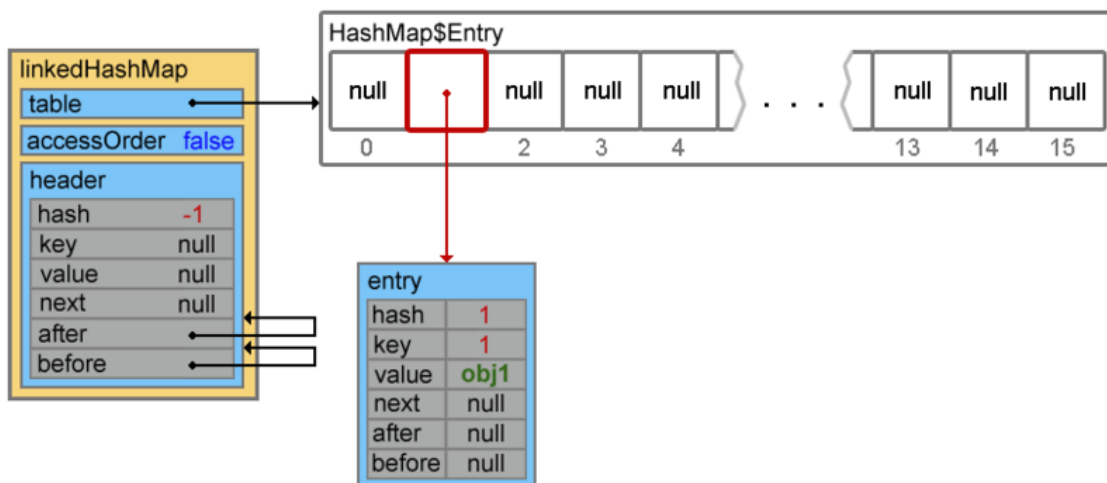 HashMap$Entry
null null null null null . . . null null null
0 2 3 4 13 14 15
linkedHashMap
table
accessOrder false
header
hash -1
key null
value null
next null
after
before
entry
hash 1
key 1
value obj1
next null
after null
before null